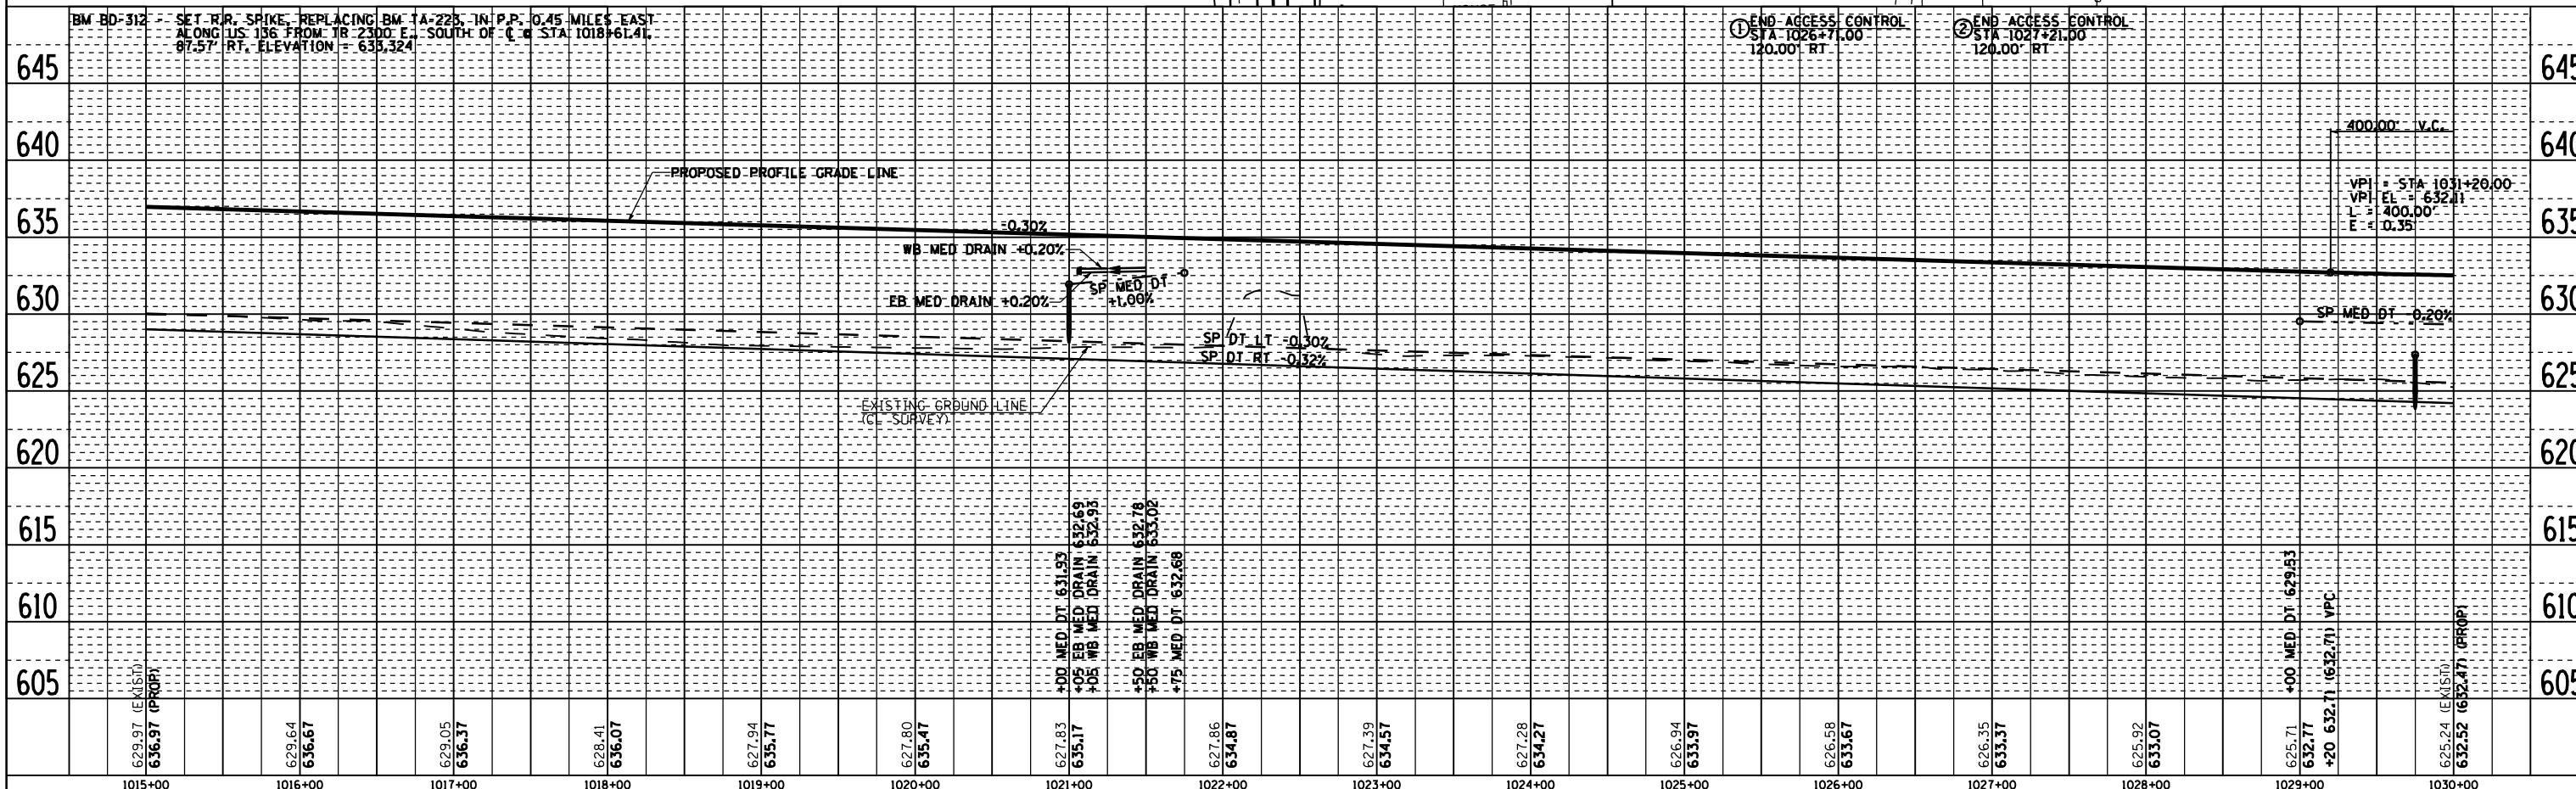 BM BD-312 - SET R.R. SPIKE, REPLACING BM TA-223, IN P.P. 0.45 MILES EAST
ALONG US 136 FROM TR 2300 E., SOUTH OF ℄ @ STA 1018+61.41,
87.57' RT. ELEVATION = 633.324
① END ACCESS CONTROL
STA 1026+71.00
120.00' RT
② END ACCESS CONTROL
STA 1027+21.00
120.00' RT
645 645
640 640
635 635
630 630
625 625
620 620
615 615
610 610
605 605
400.00' V.C.
VPI = STA 1031+20.00
VPI EL = 632.11
L = 400.00'
E = 0.35'
PROPOSED PROFILE GRADE LINE
-0.30%
WB MED DRAIN +0.20%
EB MED DRAIN +0.20%
SP MED DT
+1.00%
SP DT LT -0.30%
SP DT RT -0.32%
SP MED DT -0.20%
EXISTING GROUND LINE
(CL SURVEY)
+00 MED DT 631.93
+05 EB MED DRAIN 632.69
+05 WB MED DRAIN 632.93
+50 EB MED DRAIN 632.78
+50 WB MED DRAIN 633.02
+75 MED DT 632.68
+00 MED DT 629.53
+20 632.71 (632.71) VPC
629.97 (EXIST)
636.97 (PROP)
629.64
636.67
629.05
636.37
628.41
636.07
627.94
635.77
627.80
635.47
627.83
635.17
627.86
634.87
627.39
634.57
627.28
634.27
626.94
633.97
626.58
633.67
626.35
633.37
625.92
633.07
625.71
632.77
625.24 (EXIST)
632.52 (632.47) (PROP)
1015+00 1016+00 1017+00 1018+00 1019+00 1020+00 1021+00 1022+00 1023+00 1024+00 1025+00 1026+00 1027+00 1028+00 1029+00 1030+00